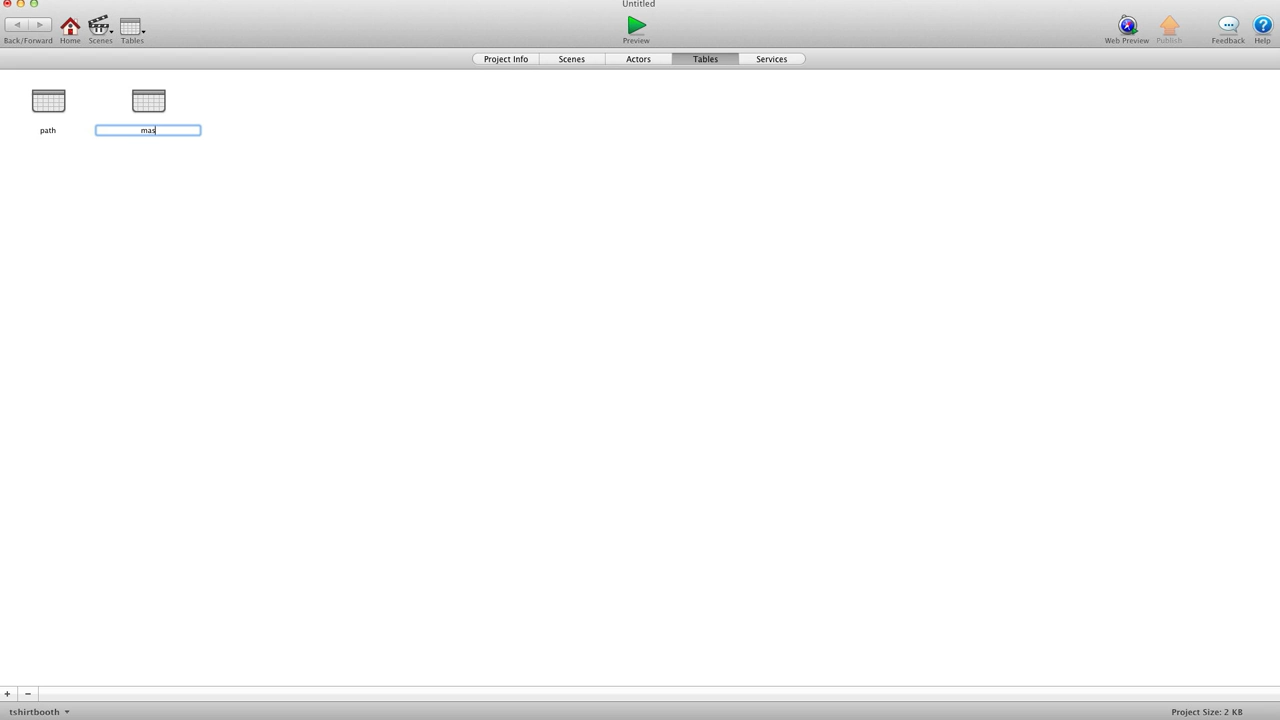 Untitled
Back/Forward Home Scenes Tables Preview Web Preview Publish Feedback Help
Project Info Scenes Actors Tables Services
path mas
+ −
tshirtbooth Project Size: 2 KB